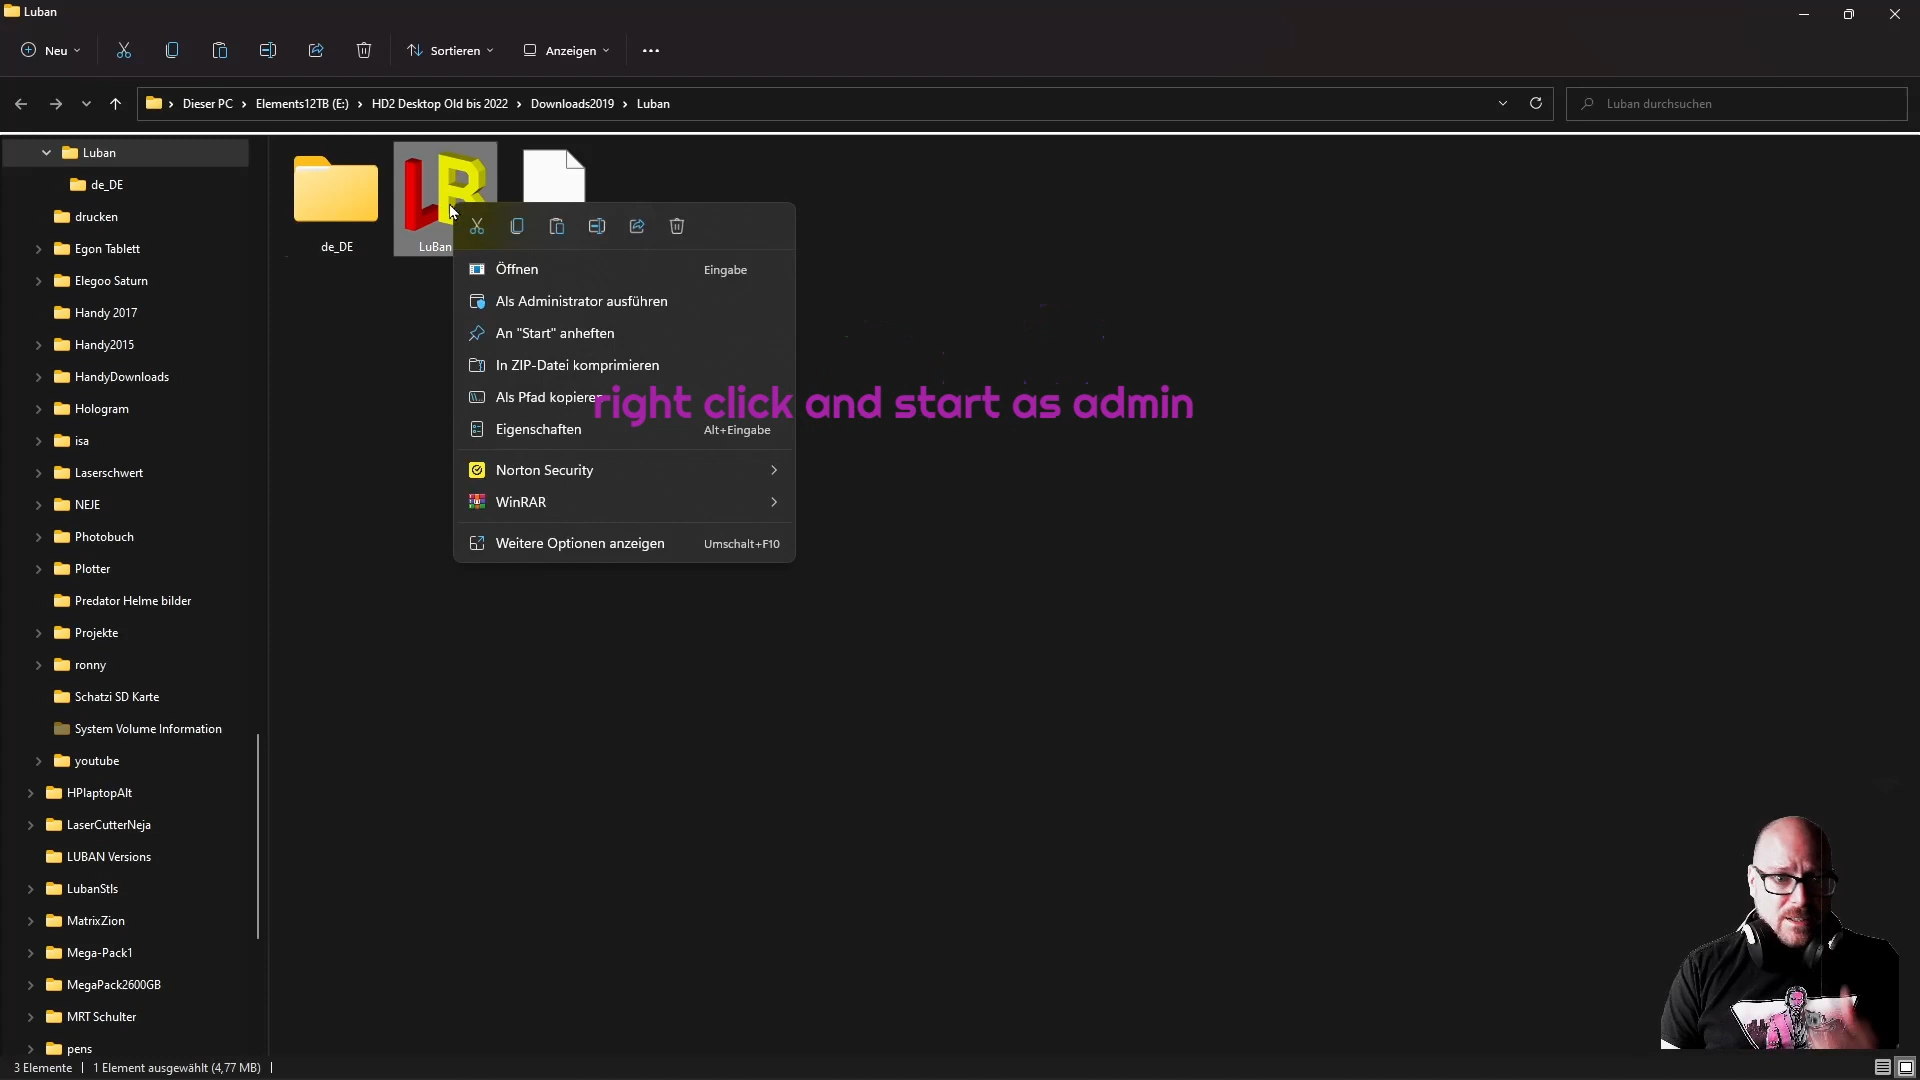 Luban
Neu
Sortieren
Anzeigen
Dieser PC > Elements12TB (E:) > HD2 Desktop Old bis 2022 > Downloads2019 > Luban
Luban durchsuchen
Luban
de_DE
drucken
Egon Tablett
Elegoo Saturn
Handy 2017
Handy2015
HandyDownloads
Hologram
isa
Laserschwert
NEJE
Photobuch
Plotter
Predator Helme bilder
Projekte
ronny
Schatzi SD Karte
System Volume Information
youtube
HPlaptopAlt
LaserCutterNeja
LUBAN Versions
LubanStls
MatrixZion
Mega-Pack1
MegaPack2600GB
MRT Schulter
pens
LB
de_DE
LuBan
Öffnen Eingabe
Als Administrator ausführen
An "Start" anheften
In ZIP-Datei komprimieren
Als Pfad kopieren
Eigenschaften Alt+Eingabe
Norton Security
WinRAR
Weitere Optionen anzeigen Umschalt+F10
right click and start as admin
3 Elemente | 1 Element ausgewählt (4,77 MB) |